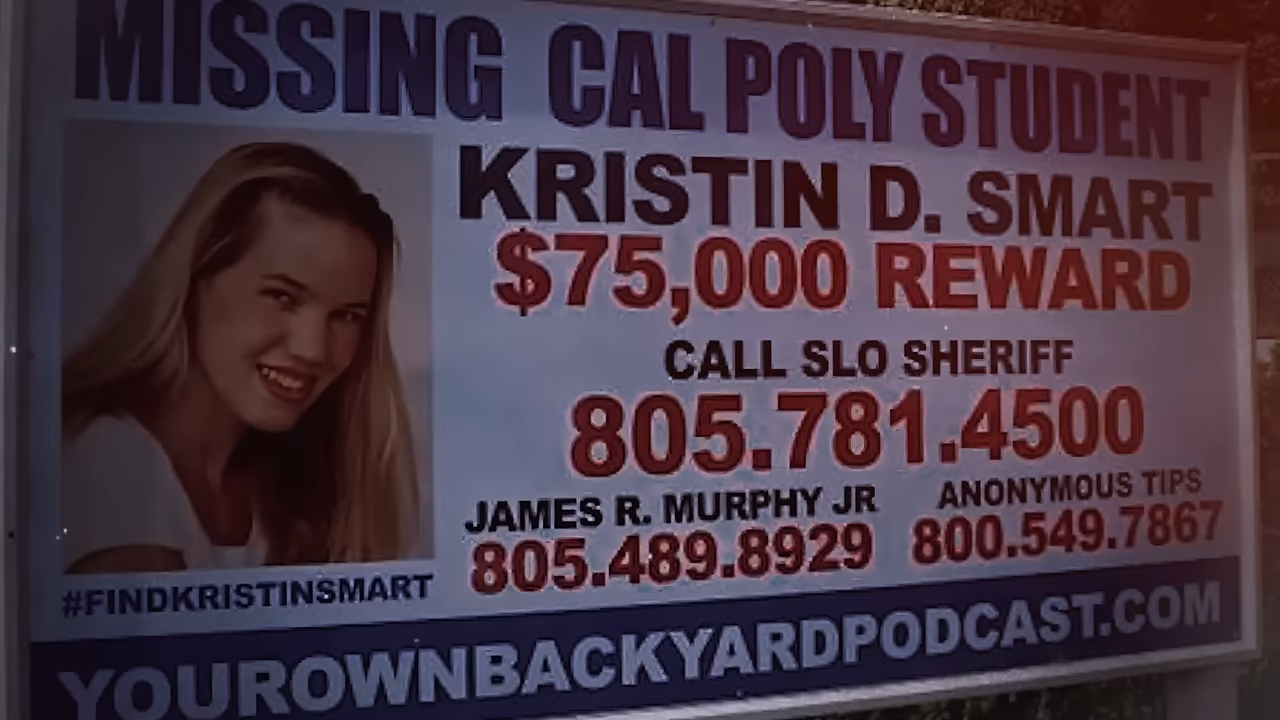 MISSING CAL POLY STUDENT
KRISTIN D. SMART
$75,000 REWARD
CALL SLO SHERIFF
805.781.4500
JAMES R. MURPHY JR
805.489.8929
ANONYMOUS TIPS
800.549.7867
#FINDKRISTINSMART
YOUROWNBACKYARDPODCAST.COM